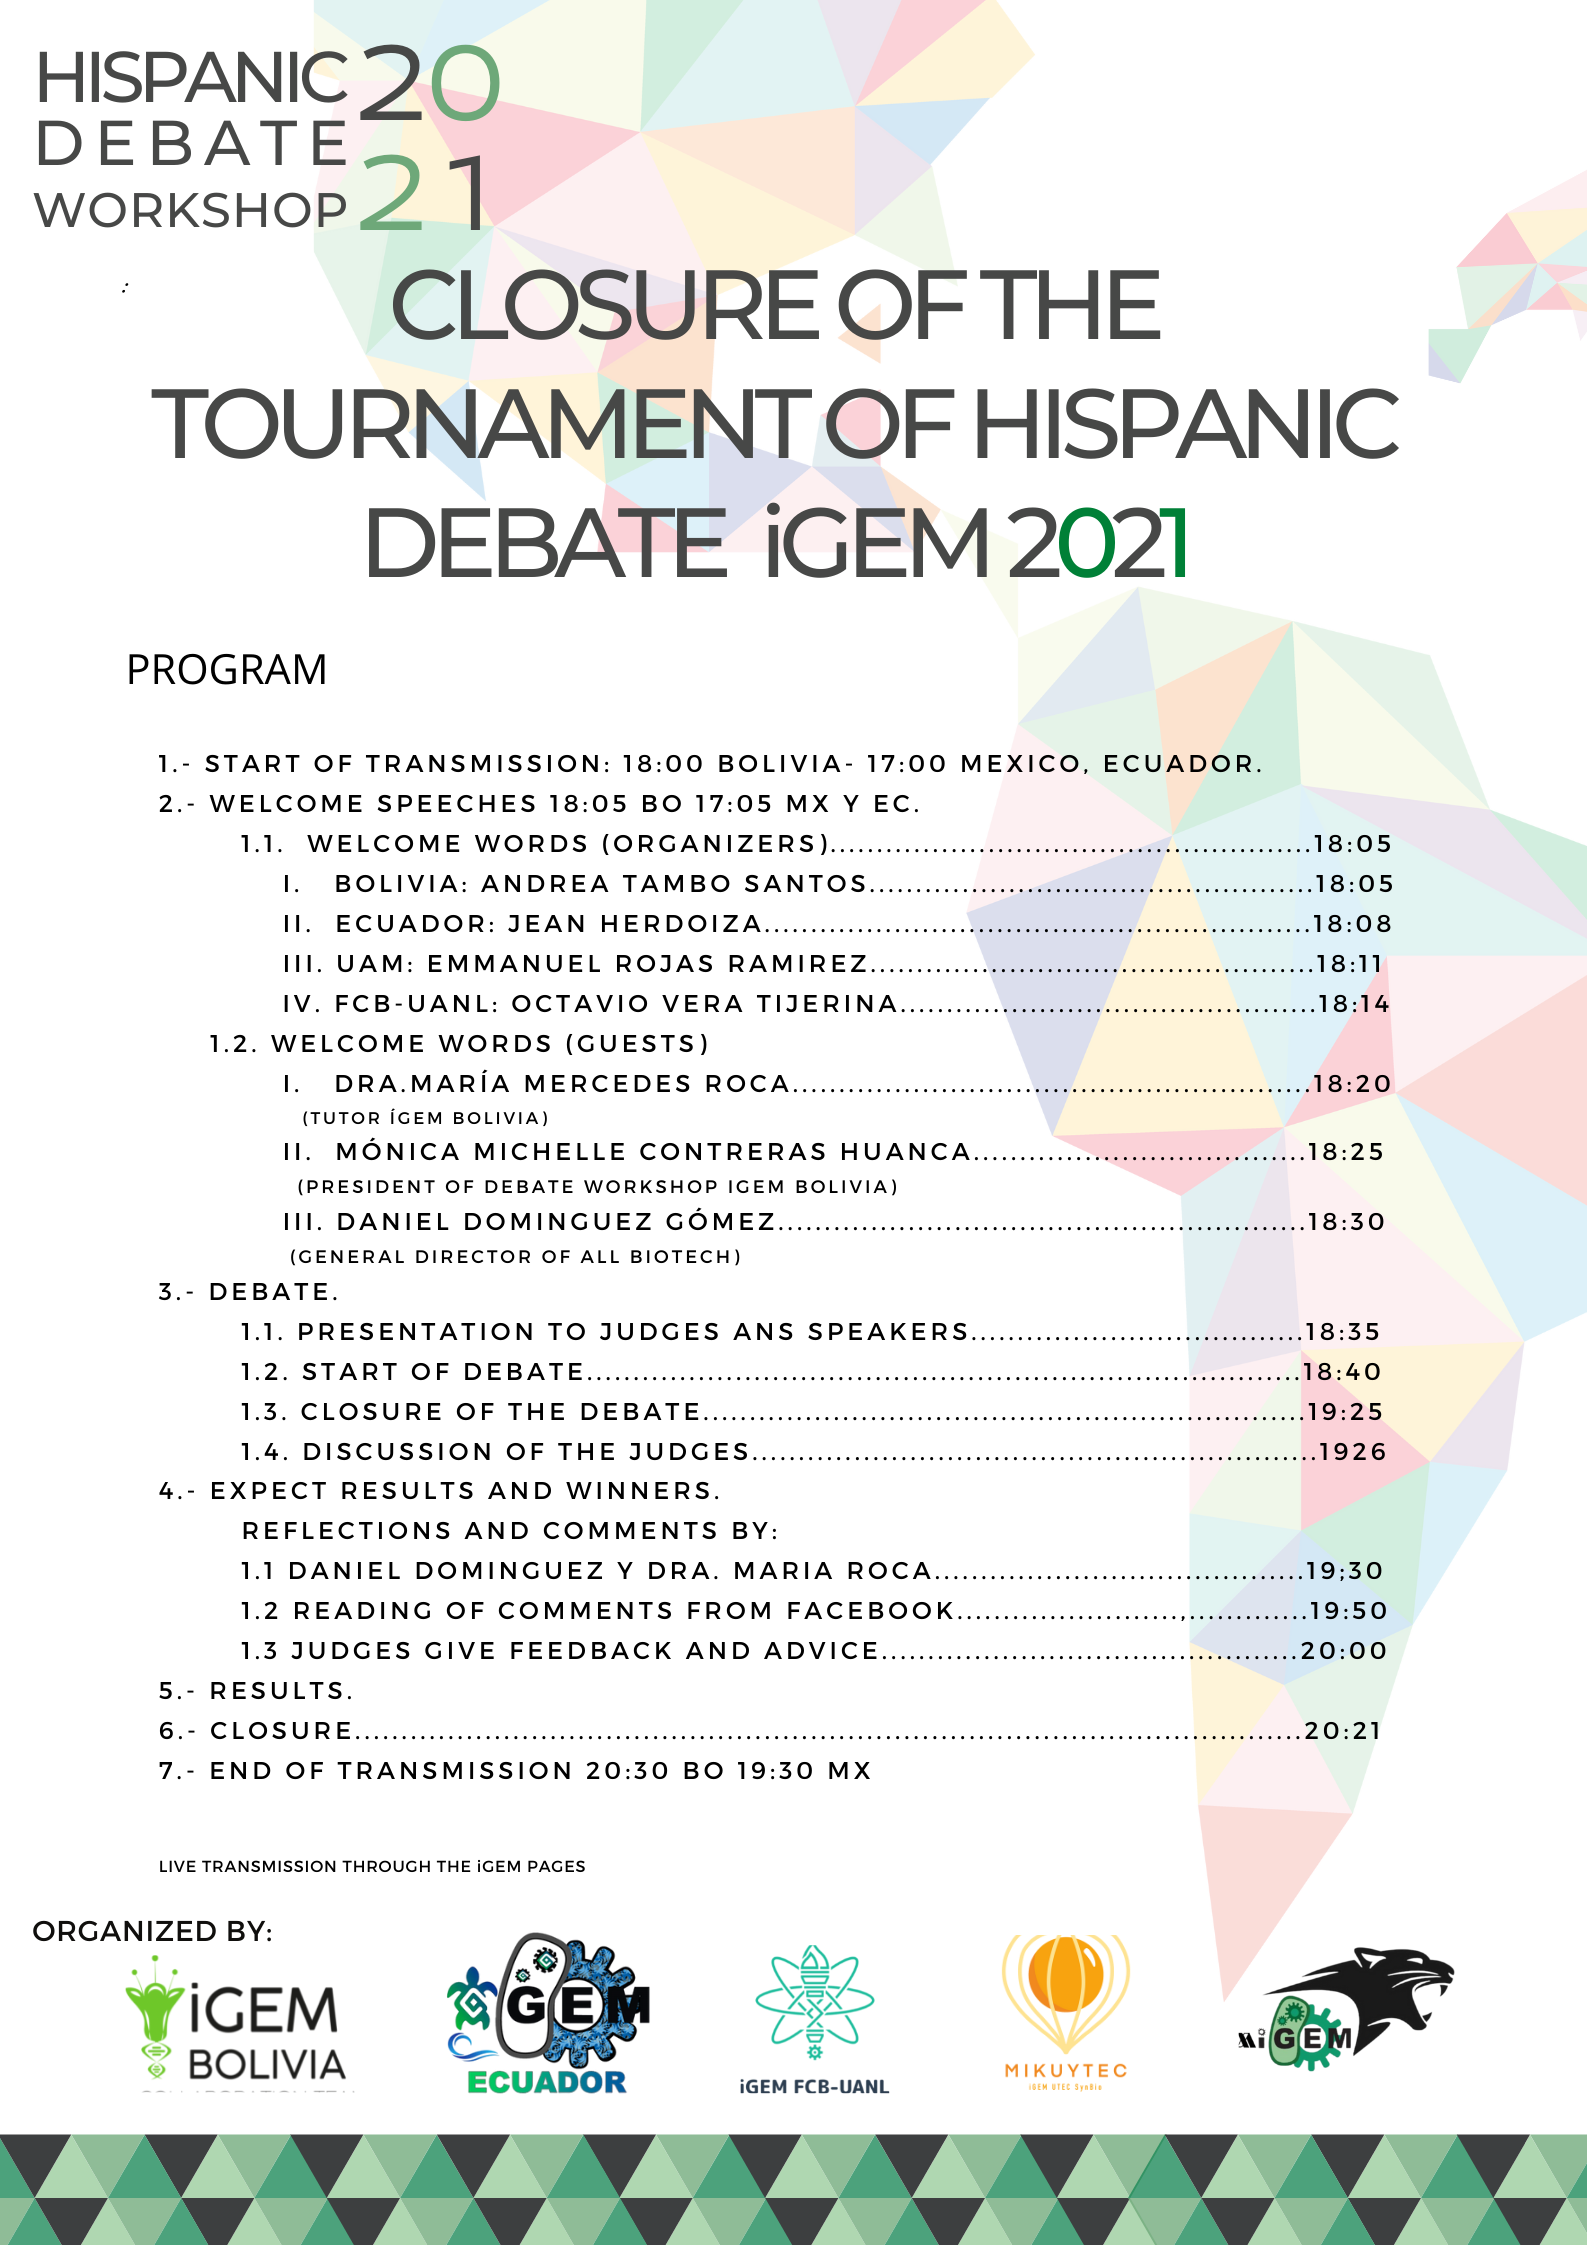 HISPANIC 20
DEBATE
WORKSHOP 21
:
CLOSURE OF THE
TOURNAMENT OF HISPANIC
DEBATE iGEM 2021
PROGRAM
1.- START OF TRANSMISSION: 18:00 BOLIVIA- 17:00 MEXICO, ECUADOR.
2.- WELCOME SPEECHES 18:05 BO 17:05 MX Y EC.
1.1. WELCOME WORDS (ORGANIZERS)....................................................18:05
I. BOLIVIA: ANDREA TAMBO SANTOS................................................18:05
II. ECUADOR: JEAN HERDOIZA...........................................................18:08
III. UAM: EMMANUEL ROJAS RAMIREZ................................................18:11
IV. FCB-UANL: OCTAVIO VERA TIJERINA.............................................18:14
1.2. WELCOME WORDS (GUESTS)
I. DRA.MARÍA MERCEDES ROCA........................................................18:20
(TUTOR ÍGEM BOLIVIA)
II. MÓNICA MICHELLE CONTRERAS HUANCA....................................18:25
(PRESIDENT OF DEBATE WORKSHOP IGEM BOLIVIA)
III. DANIEL DOMINGUEZ GÓMEZ.........................................................18:30
(GENERAL DIRECTOR OF ALL BIOTECH)
3.- DEBATE.
1.1. PRESENTATION TO JUDGES ANS SPEAKERS....................................18:35
1.2. START OF DEBATE.............................................................................18:40
1.3. CLOSURE OF THE DEBATE.................................................................19:25
1.4. DISCUSSION OF THE JUDGES.............................................................1926
4.- EXPECT RESULTS AND WINNERS.
REFLECTIONS AND COMMENTS BY:
1.1 DANIEL DOMINGUEZ Y DRA. MARIA ROCA........................................19;30
1.2 READING OF COMMENTS FROM FACEBOOK........................,.............19:50
1.3 JUDGES GIVE FEEDBACK AND ADVICE.............................................20:00
5.- RESULTS.
6.- CLOSURE......................................................................................................20:21
7.- END OF TRANSMISSION 20:30 BO 19:30 MX
LIVE TRANSMISSION THROUGH THE iGEM PAGES
ORGANIZED BY:
iGEM
BOLIVIA
iGEM
ECUADOR
iGEM FCB-UANL
MIKUYTEC
iGEM UTEC SynBio
iGEM